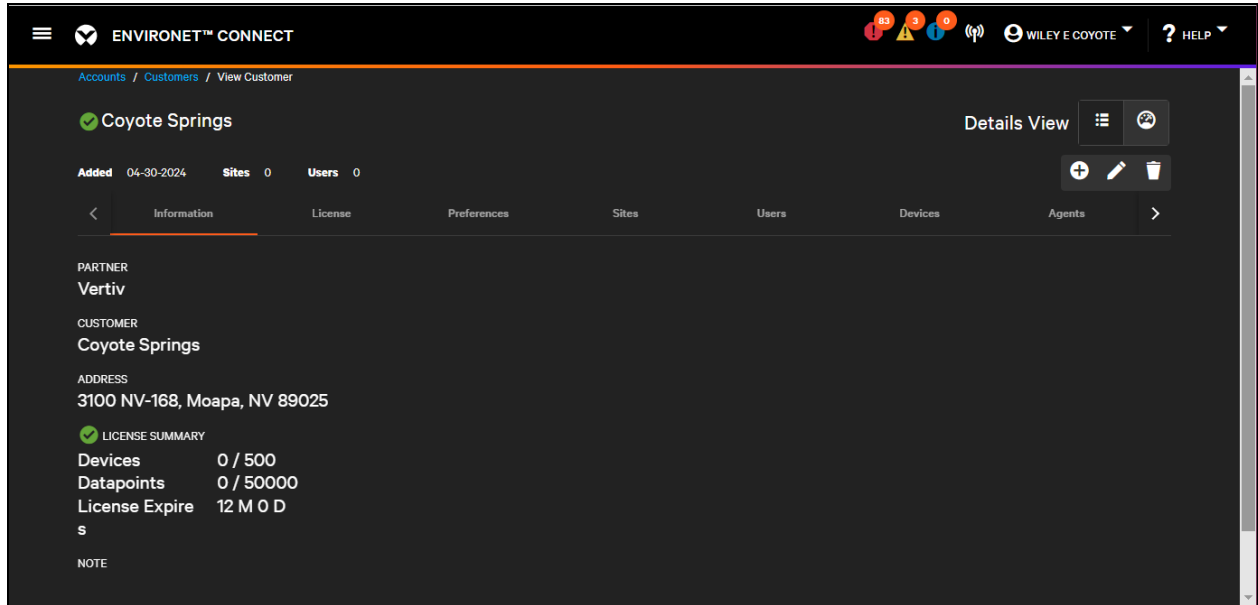 83 3 0
ENVIRONET™ CONNECT WILEY E COYOTE ? HELP
Accounts / Customers / View Customer
Coyote Springs Details View
Added 04-30-2024 Sites 0 Users 0
Information License Preferences Sites Users Devices Agents
PARTNER
Vertiv
CUSTOMER
Coyote Springs
ADDRESS
3100 NV-168, Moapa, NV 89025
LICENSE SUMMARY
Devices 0 / 500
Datapoints 0 / 50000
License Expire 12 M 0 D
s
NOTE